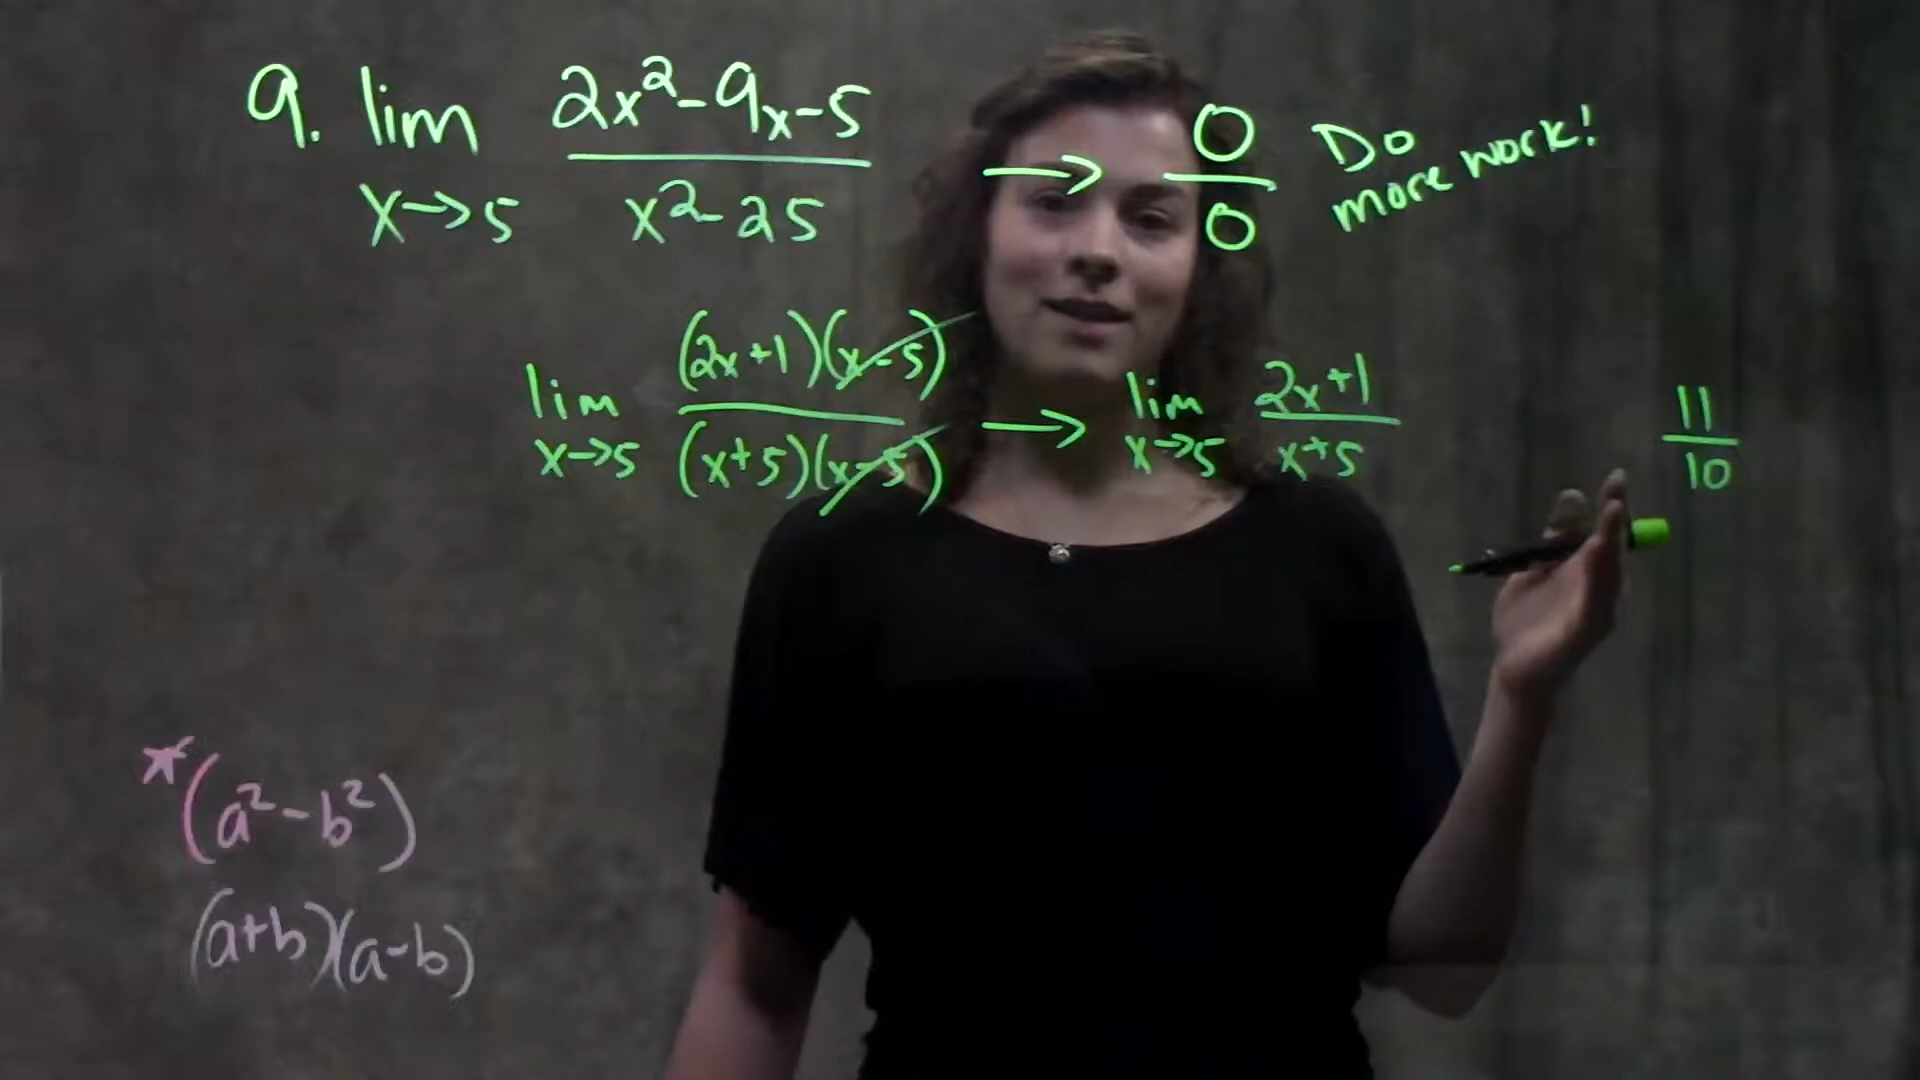 9. lim 2x²-9x-5 → 0 Do
x→5 x²-25 0 more work!
lim (2x+1)(x-5) → lim 2x+1 11
x→5 (x+5)(x-5) x→5 x+5 10
*(a²-b²)
(a+b)(a-b)